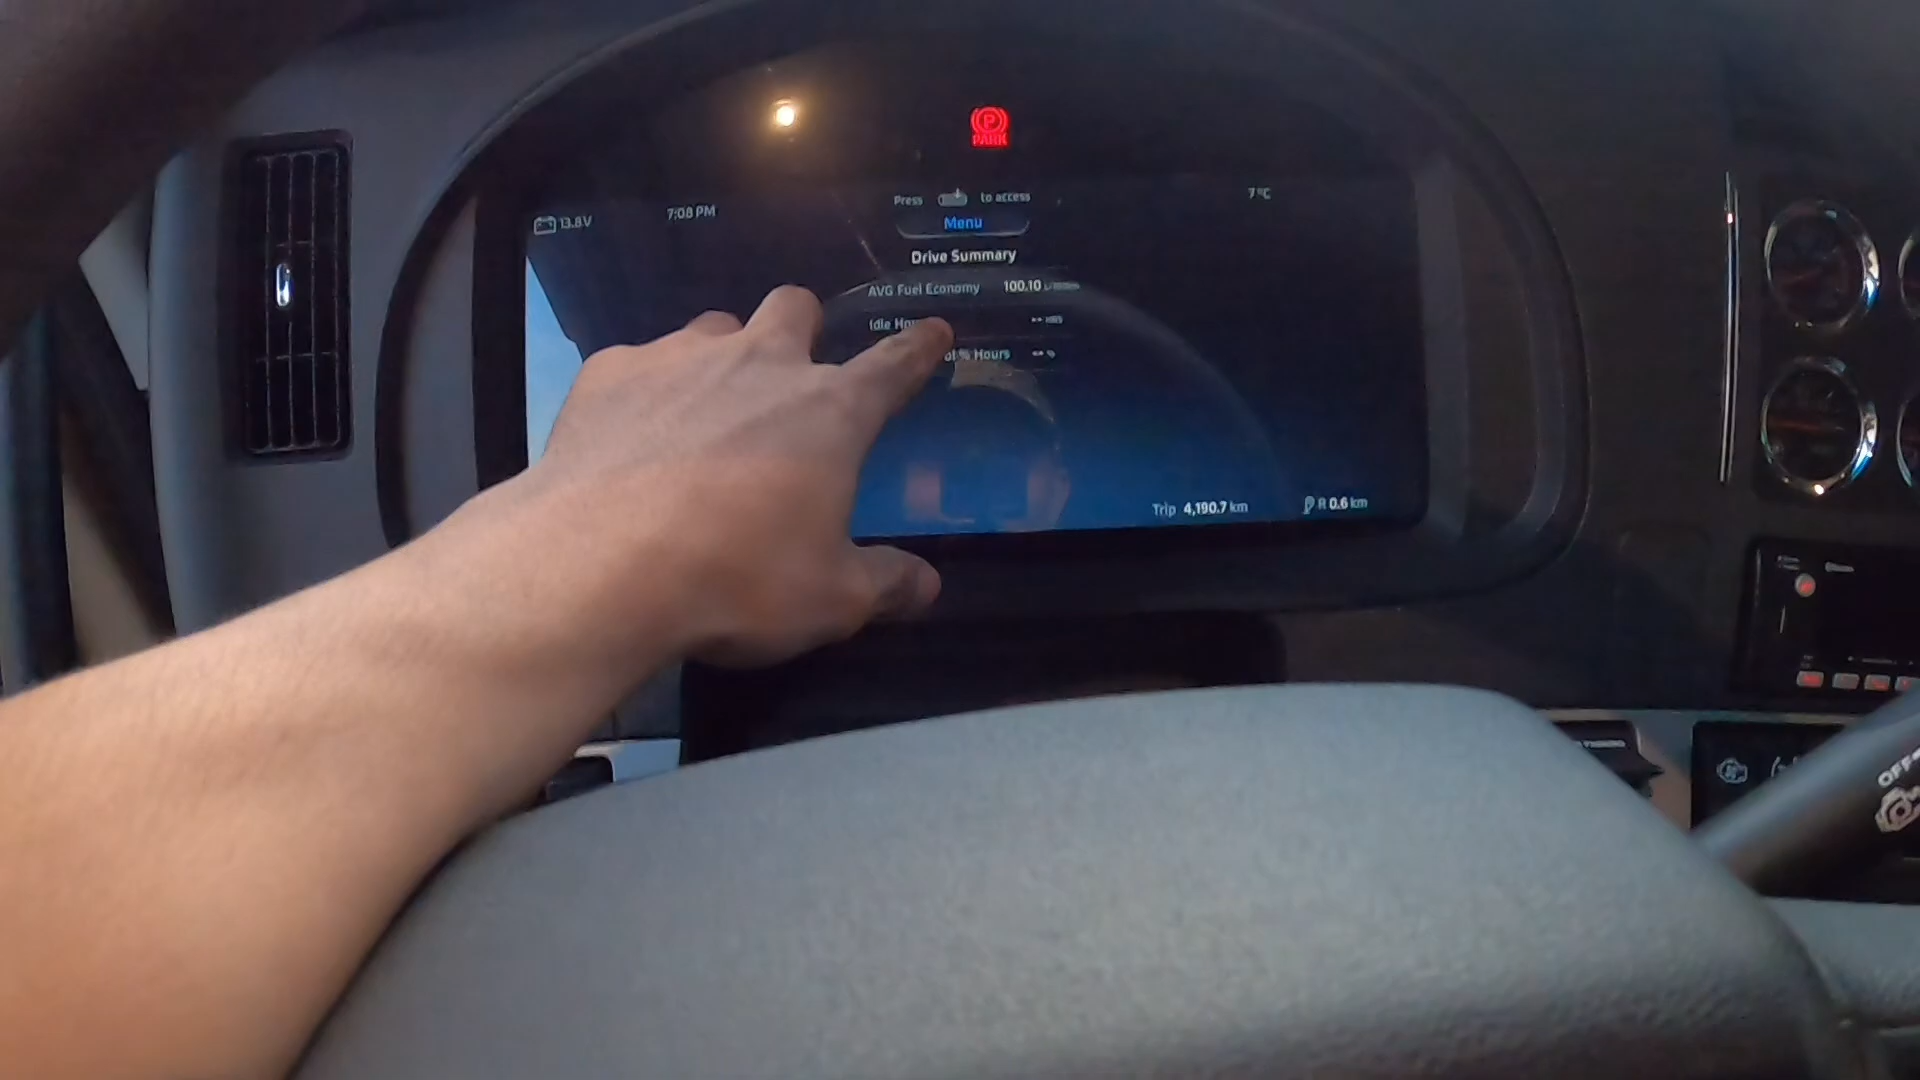 PARK
7:08 PM
13.8V
Press to access
7°C
Menu
Drive Summary
AVG Fuel Economy 100.10
Idle
% Hours
Trip 4,190.7 km
R 0.6 km
OFF